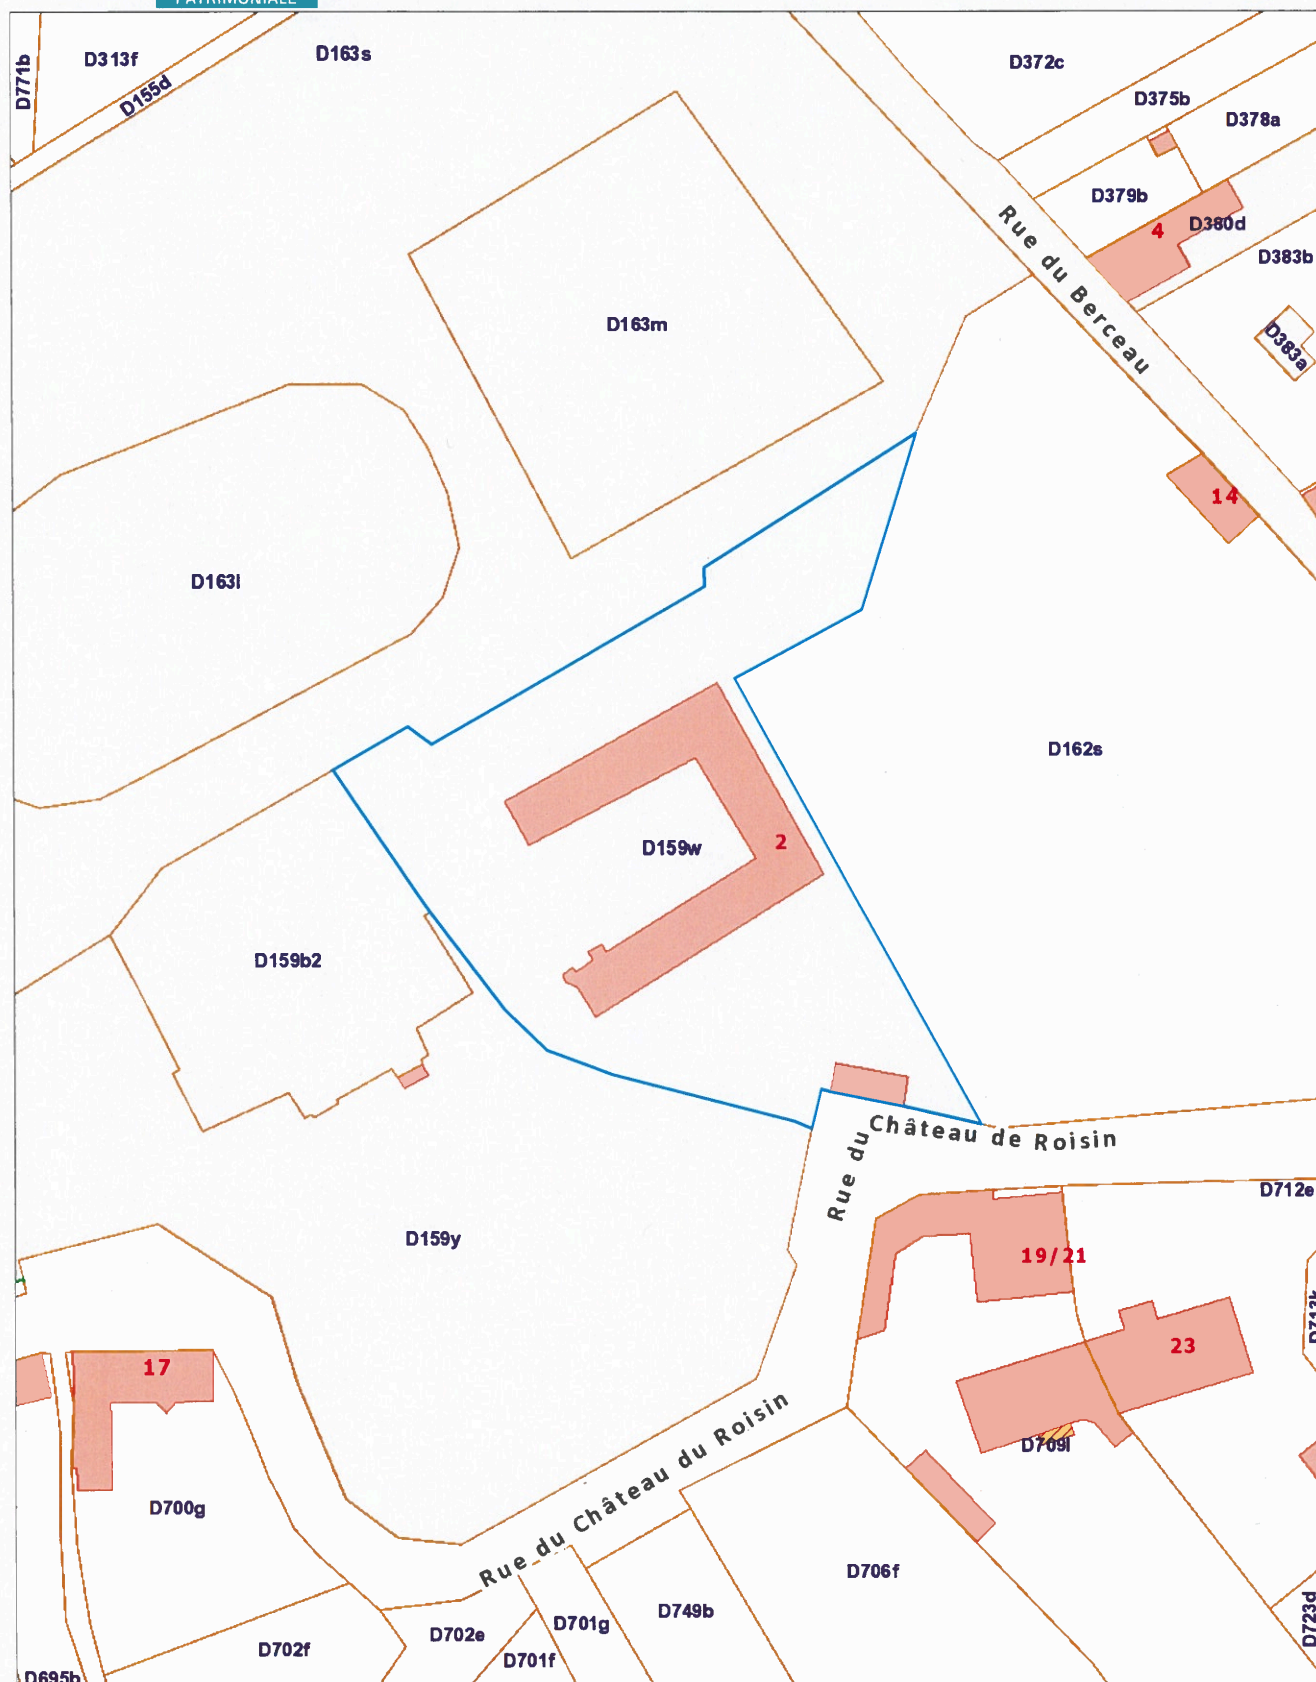 PATRIMONIALE
D771b
D313f
D155d
D163s
D372c
D375b
D378a
D379b
D380d
4
D383b
D383a
Rue du Berceau
D163m
14
D163l
D162s
D159w
2
D159b2
Château de Roisin
Rue du
D712e
D159y
19/21
23
17
D709l
D700g
Rue du Château du Roisin
D706f
D749b
D701g
D702e
D701f
D702f
D723d
D695b